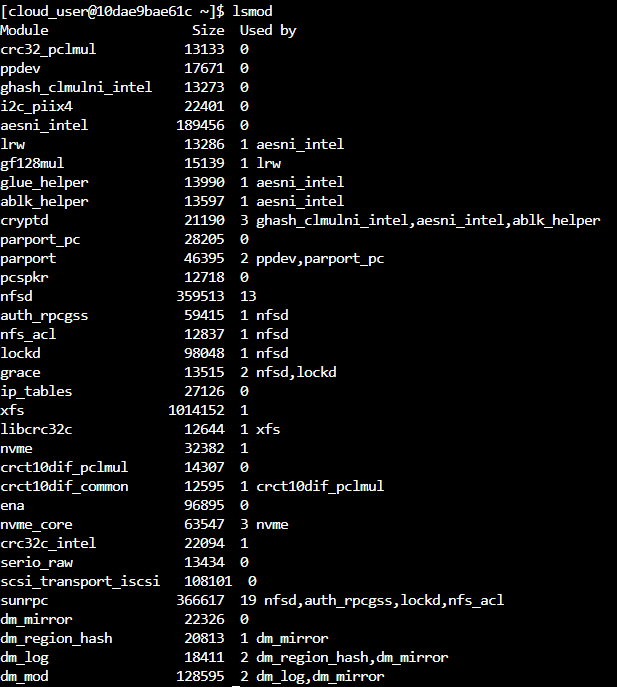 [cloud_user@10dae9bae61c ~]$ lsmod
Module                  Size  Used by
crc32_pclmul           13133  0
ppdev                  17671  0
ghash_clmulni_intel    13273  0
i2c_piix4              22401  0
aesni_intel           189456  0
lrw                    13286  1 aesni_intel
gf128mul               15139  1 lrw
glue_helper            13990  1 aesni_intel
ablk_helper            13597  1 aesni_intel
cryptd                 21190  3 ghash_clmulni_intel,aesni_intel,ablk_helper
parport_pc             28205  0
parport                46395  2 ppdev,parport_pc
pcspkr                 12718  0
nfsd                  359513  13
auth_rpcgss            59415  1 nfsd
nfs_acl                12837  1 nfsd
lockd                  98048  1 nfsd
grace                  13515  2 nfsd,lockd
ip_tables              27126  0
xfs                  1014152  1
libcrc32c              12644  1 xfs
nvme                   32382  1
crct10dif_pclmul       14307  0
crct10dif_common       12595  1 crct10dif_pclmul
ena                    96895  0
nvme_core              63547  3 nvme
crc32c_intel           22094  1
serio_raw              13434  0
scsi_transport_iscsi   108101  0
sunrpc                366617  19 nfsd,auth_rpcgss,lockd,nfs_acl
dm_mirror              22326  0
dm_region_hash         20813  1 dm_mirror
dm_log                 18411  2 dm_region_hash,dm_mirror
dm_mod                128595  2 dm_log,dm_mirror